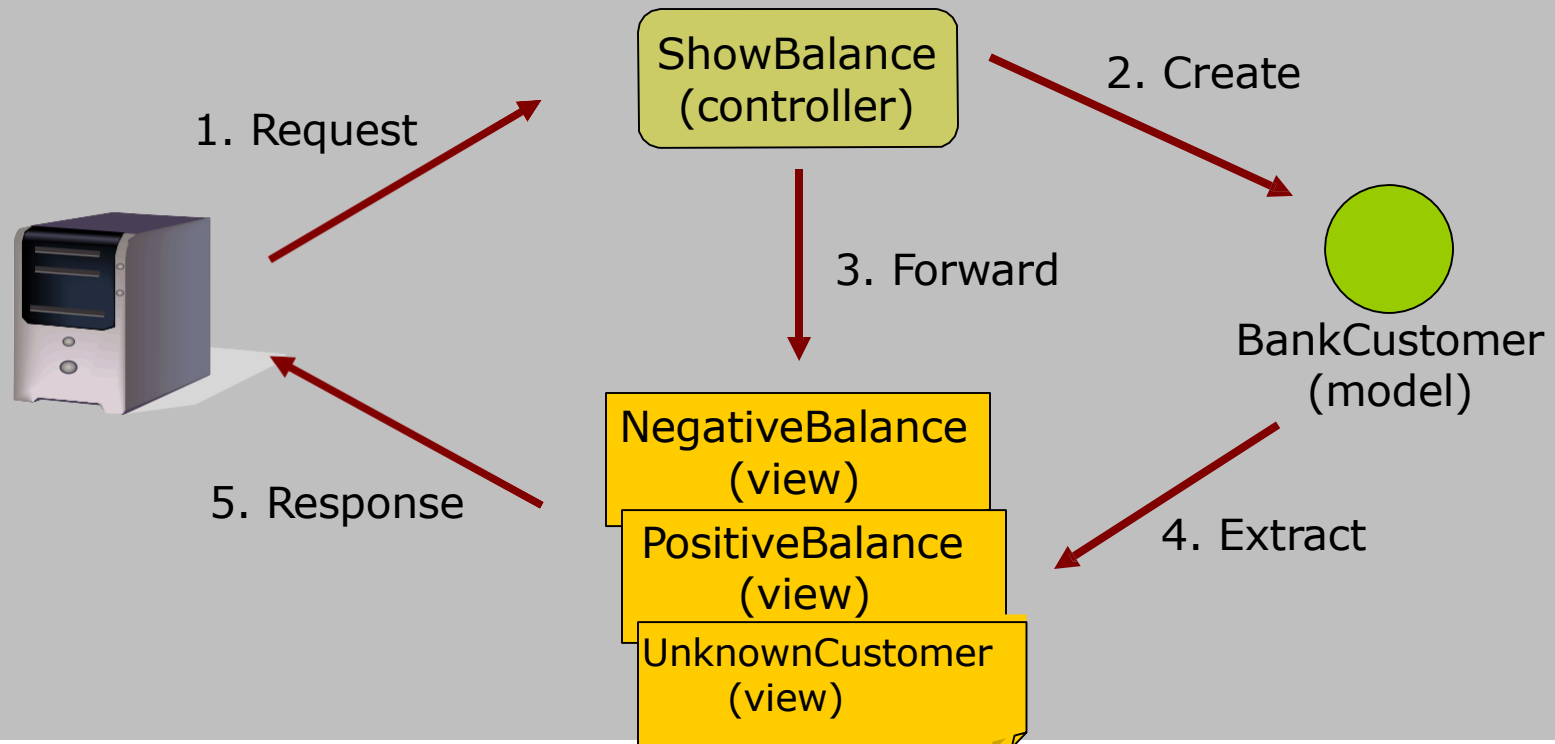 ShowBalance
(controller)
2. Create
1. Request
3. Forward
BankCustomer
(model)
NegativeBalance
(view)
5. Response
4. Extract
PositiveBalance
(view)
UnknownCustomer
(view)